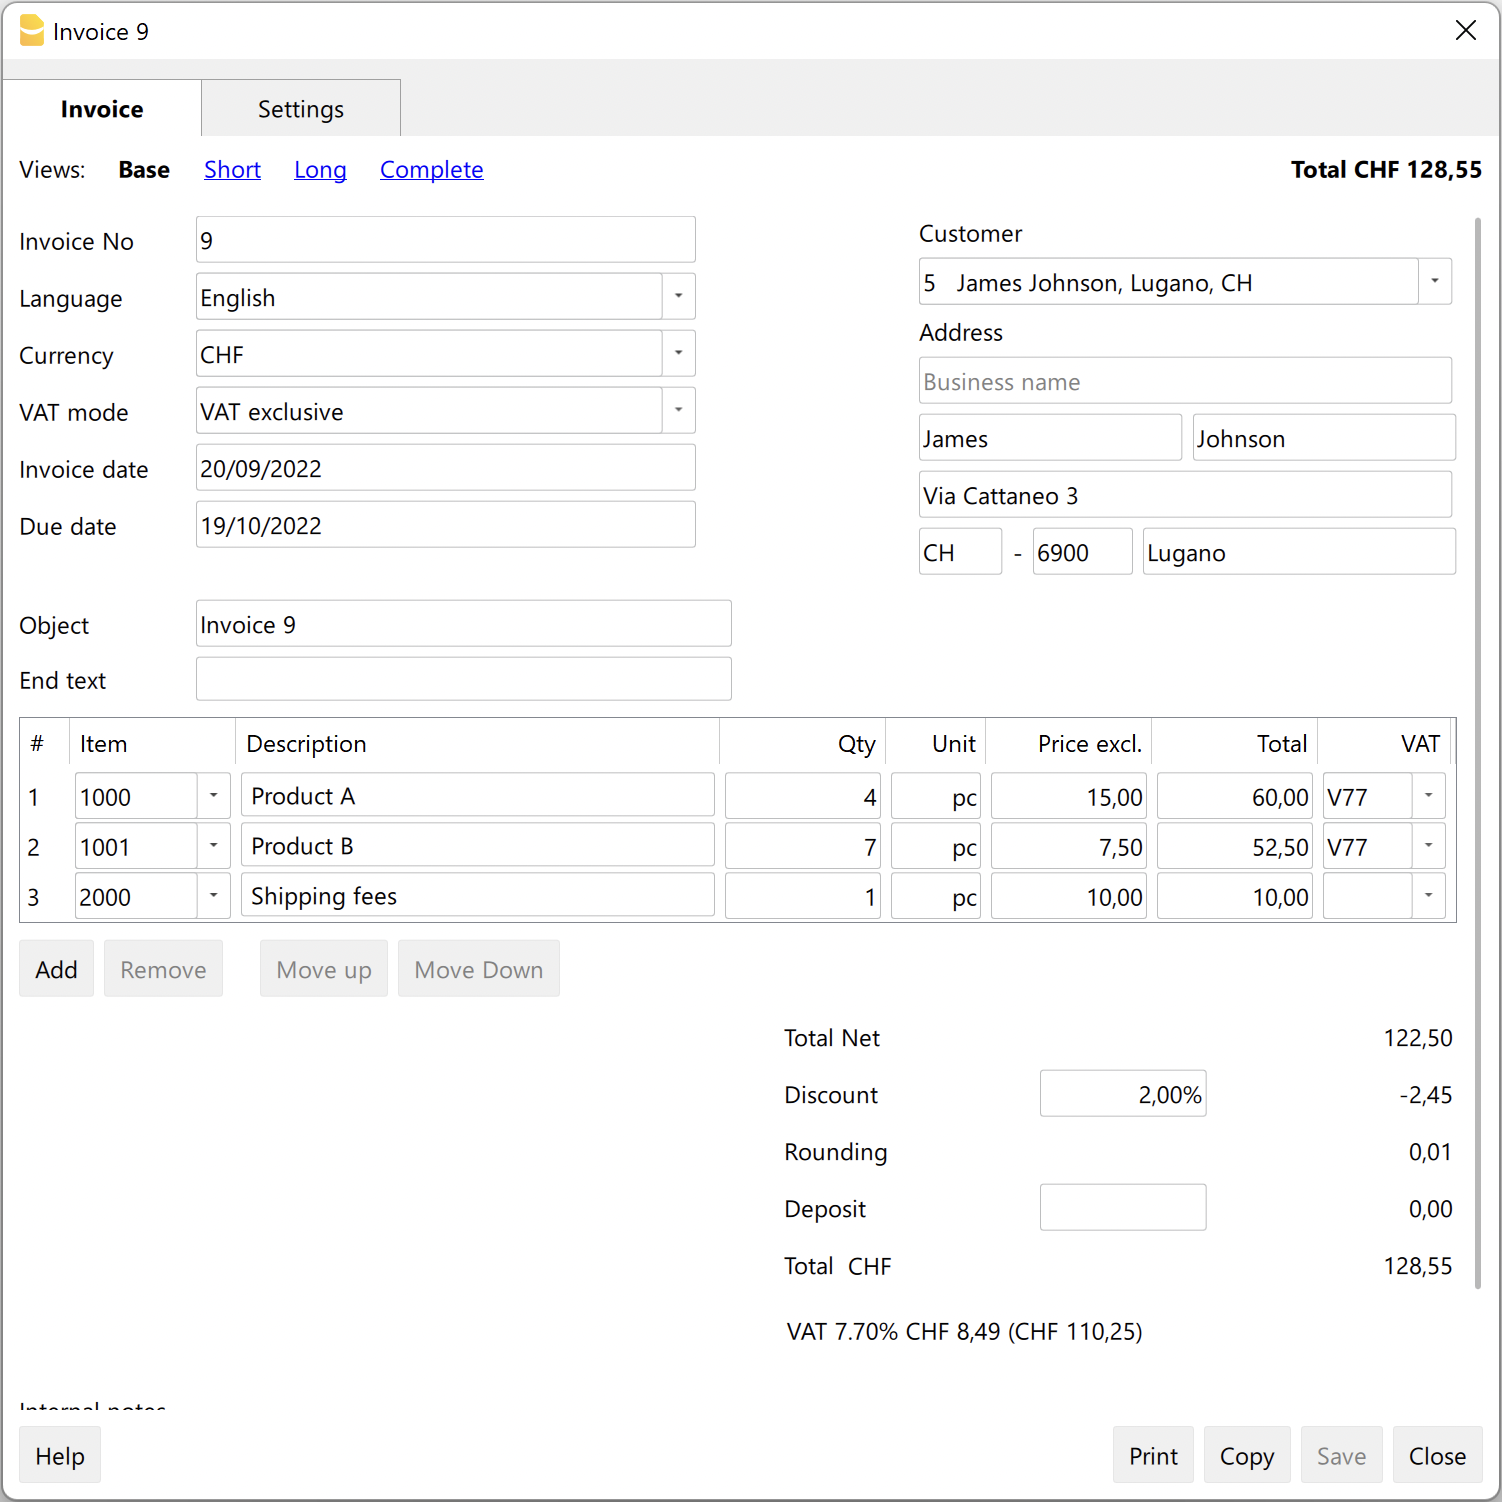 Invoice 9
Invoice Settings
Views: Base Short Long Complete Total CHF 128,55
Invoice No 9
Language English
Currency CHF
VAT mode VAT exclusive
Invoice date 20/09/2022
Due date 19/10/2022
Customer
5 James Johnson, Lugano, CH
Address
Business name
James Johnson
Via Cattaneo 3
CH - 6900 Lugano
Object Invoice 9
End text
# Item Description Qty Unit Price excl. Total VAT
1 1000 Product A 4 pc 15,00 60,00 V77
2 1001 Product B 7 pc 7,50 52,50 V77
3 2000 Shipping fees 1 pc 10,00 10,00
Add Remove Move up Move Down
Total Net 122,50
Discount 2,00% -2,45
Rounding 0,01
Deposit 0,00
Total CHF 128,55
VAT 7.70% CHF 8,49 (CHF 110,25)
Internal notes
Help Print Copy Save Close